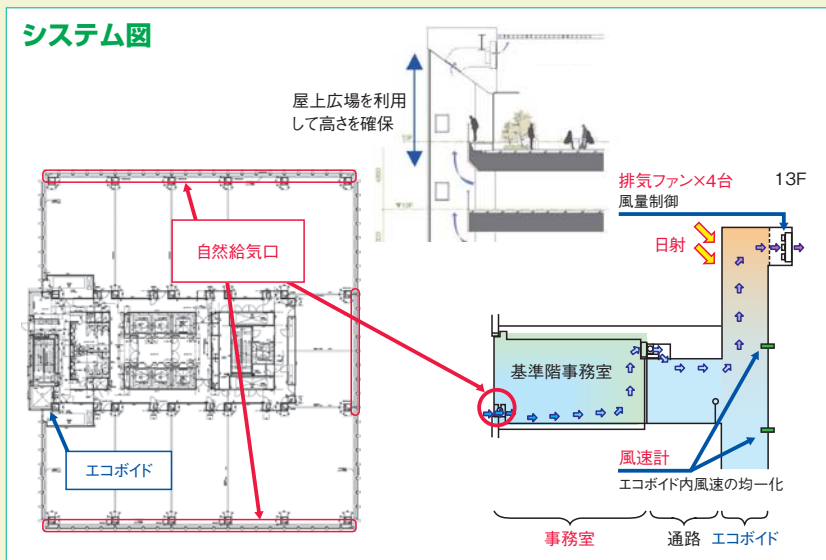 システム図
屋上広場を利用
して高さを確保
排気ファン×4台
13F
風量制御
日射
自然給気口
基準階事務室
エコボイド
風速計
エコボイド内風速の均一化
事務室
通路
エコボイド